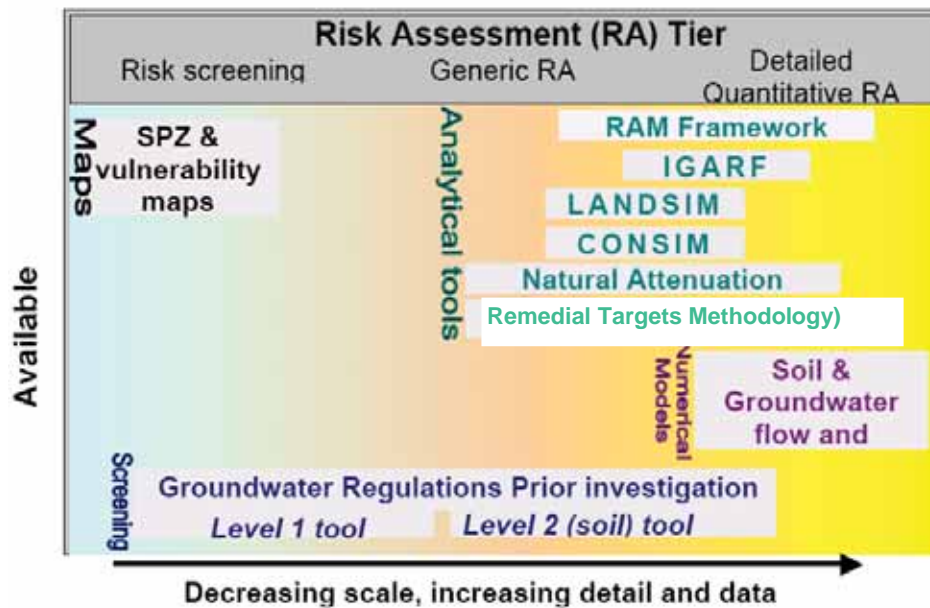 Risk Assessment (RA) Tier
Risk screening
Generic RA
Detailed
Quantitative RA
Available
Maps
SPZ &
vulnerability
maps
Analytical tools
RAM Framework
IGARF
LANDSIM
CONSIM
Natural Attenuation
Remedial Targets Methodology)
Numerical
Models
Soil &
Groundwater
flow and
Screening
Groundwater Regulations Prior investigation
Level 1 tool
Level 2 (soil) tool
Decreasing scale, increasing detail and data